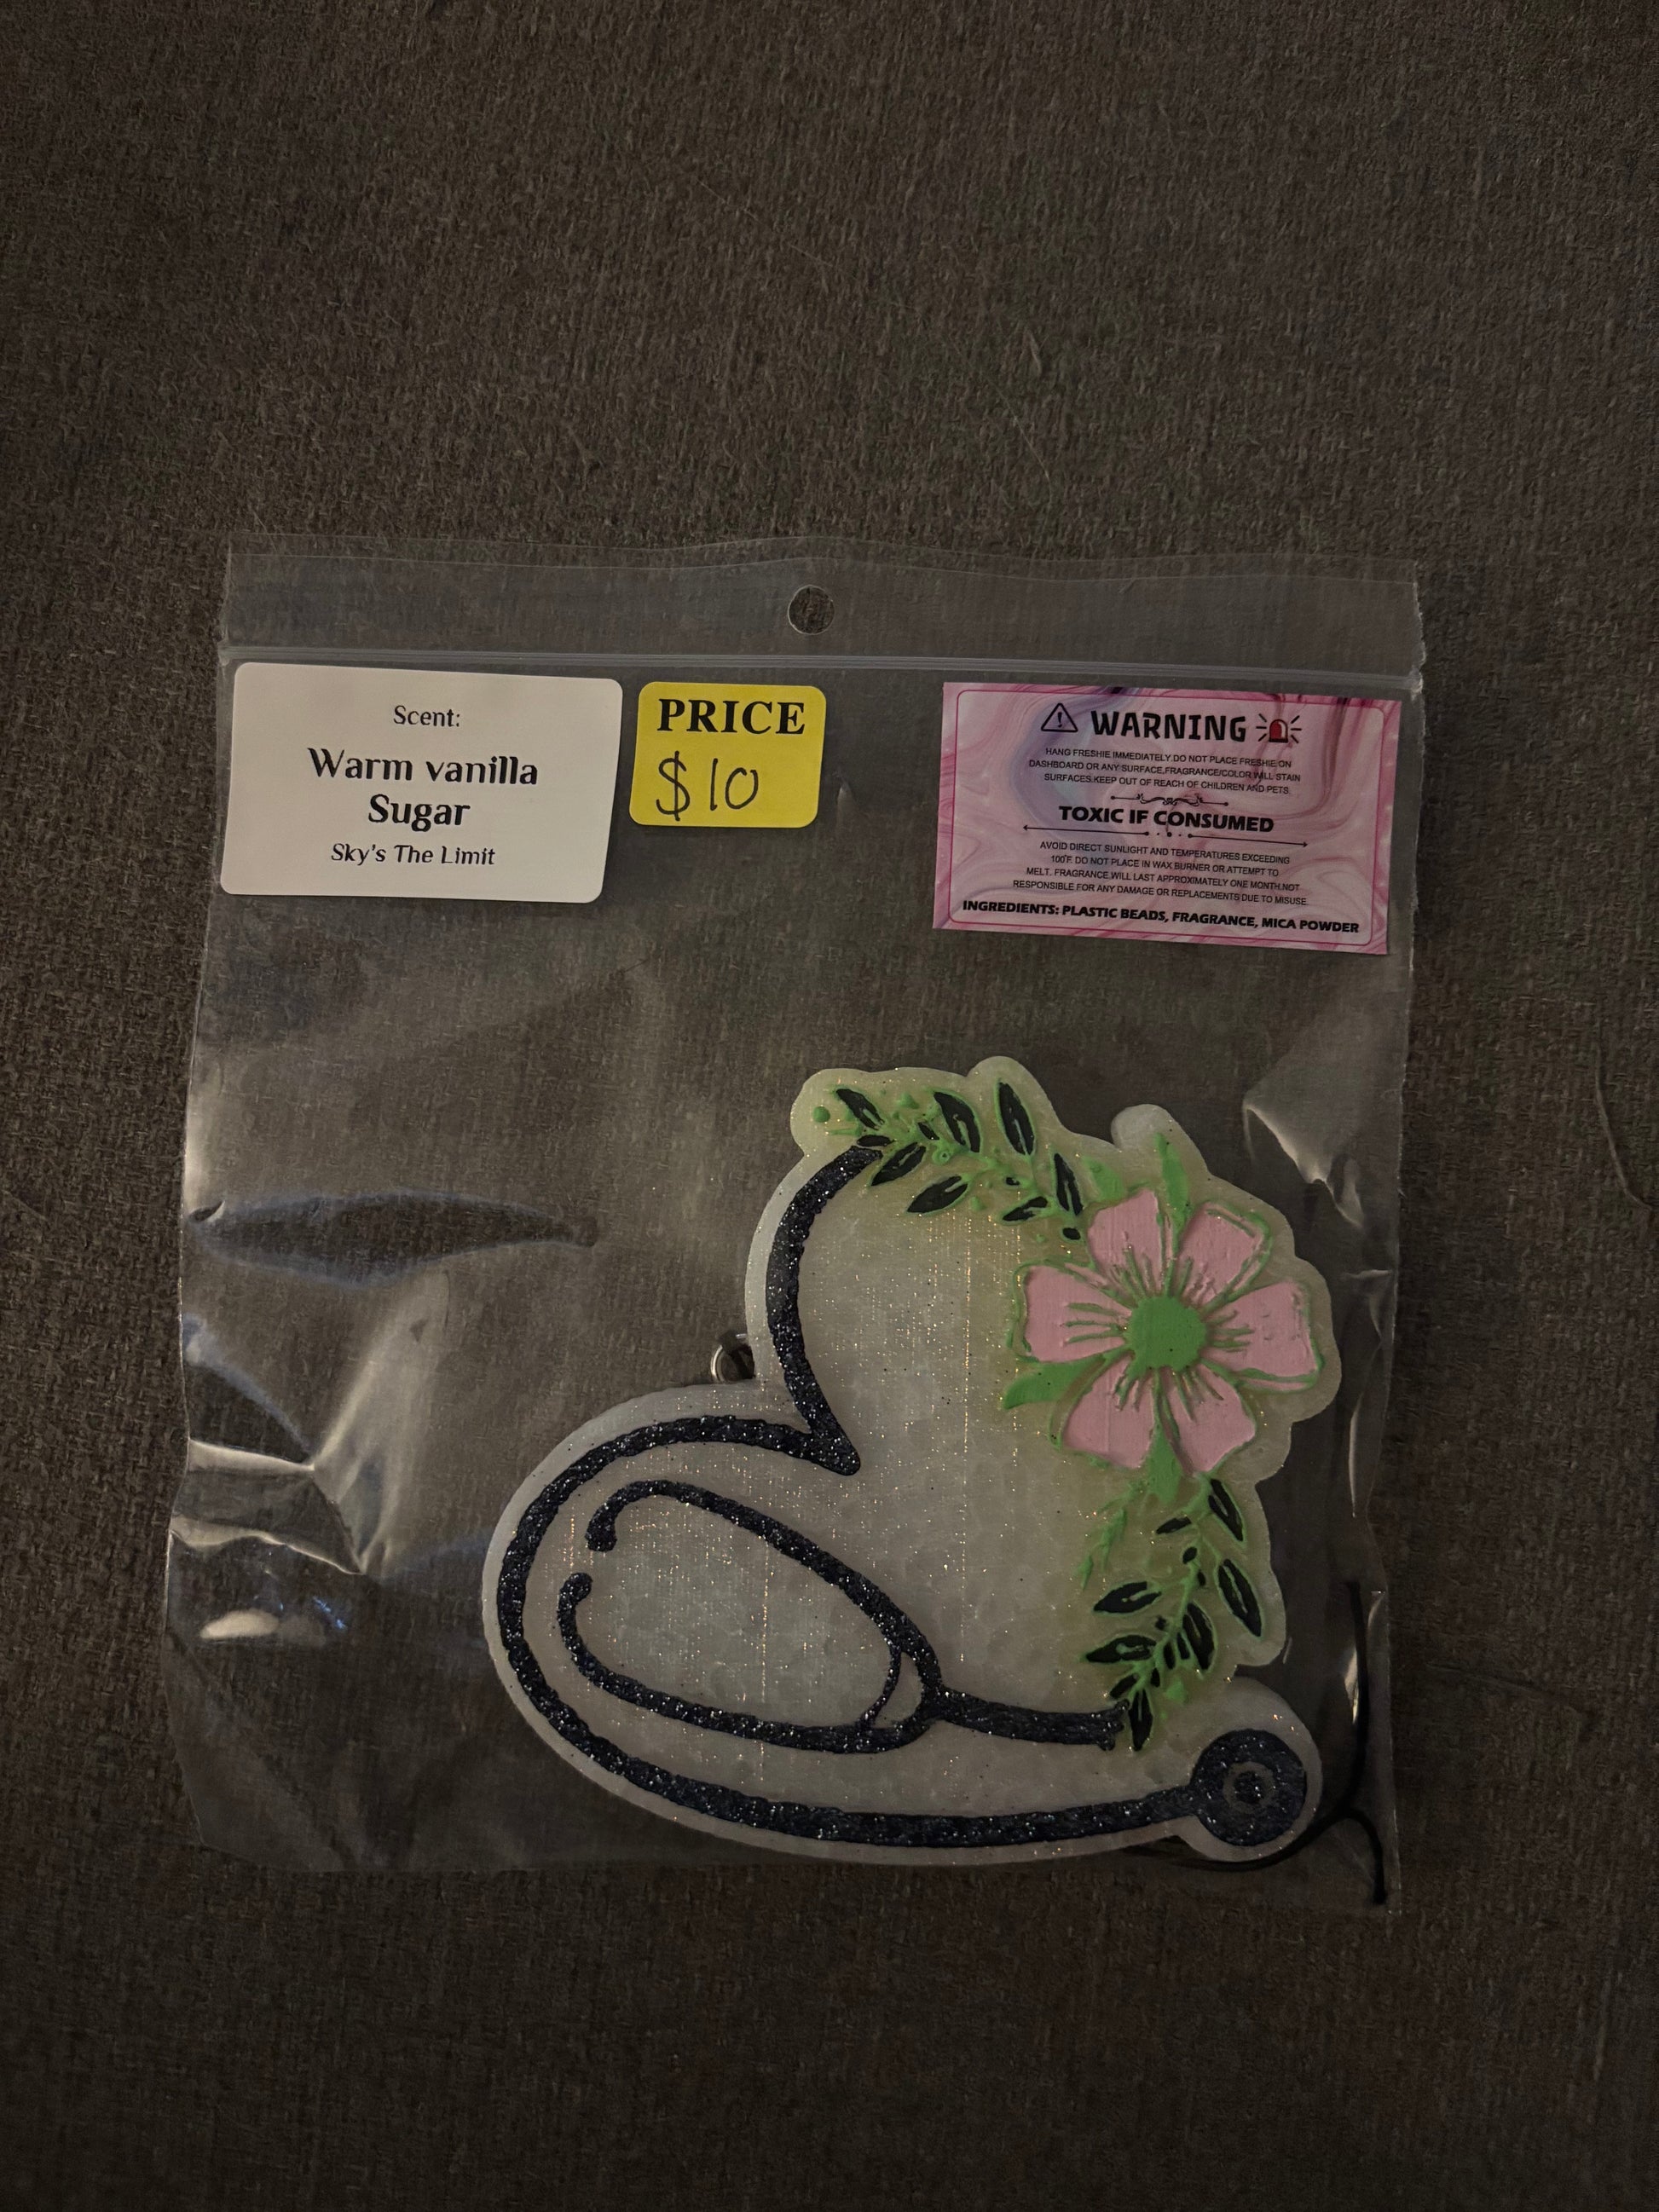 Scent:
Warm vanilla
Sugar
Sky's The Limit
PRICE
$10
WARNING
HANG FRESHIE IMMEDIATELY.DO NOT PLACE FRESHIE ON
DASHBOARD OR ANY SURFACE,FRAGRANCE/COLOR WILL STAIN
SURFACES.KEEP OUT OF REACH OF CHILDREN AND PETS.
TOXIC IF CONSUMED
AVOID DIRECT SUNLIGHT AND TEMPERATURES EXCEEDING
100°F. DO NOT PLACE IN WAX BURNER OR ATTEMPT TO
MELT. FRAGRANCE WILL LAST APPROXIMATELY ONE MONTH.NOT
RESPONSIBLE FOR ANY DAMAGE OR REPLACEMENTS DUE TO MISUSE.
INGREDIENTS: PLASTIC BEADS, FRAGRANCE, MICA POWDER